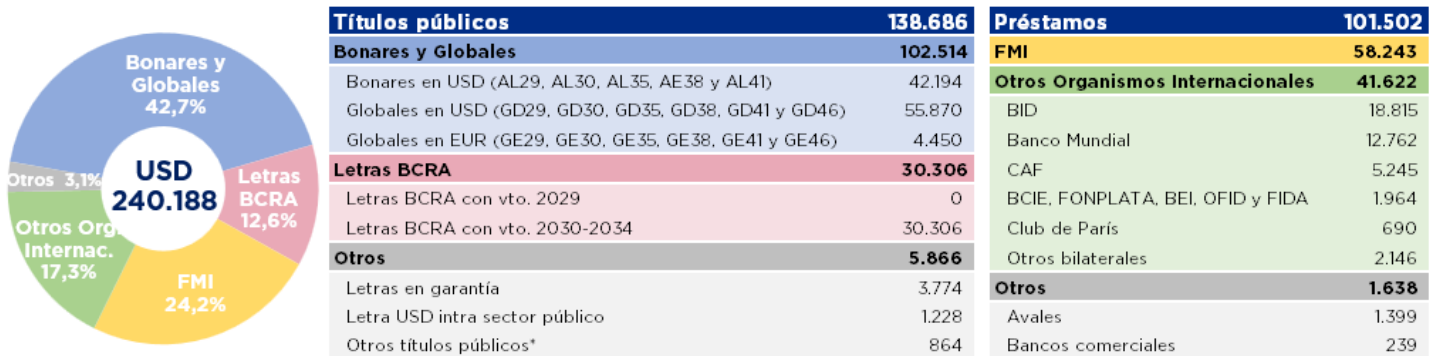 Bonares y
Globales
42,7%
Otros 3,1%
USD
240.188
Letras
BCRA
12,6%
Otros Org.
Internac.
17,3%
FMI
24,2%
Títulos públicos 138.686
Bonares y Globales 102.514
Bonares en USD (AL29, AL30, AL35, AE38 y AL41) 42.194
Globales en USD (GD29, GD30, GD35, GD38, GD41 y GD46) 55.870
Globales en EUR (GE29, GE30, GE35, GE38, GE41 y GE46) 4.450
Letras BCRA 30.306
Letras BCRA con vto. 2029 0
Letras BCRA con vto. 2030-2034 30.306
Otros 5.866
Letras en garantía 3.774
Letra USD intra sector público 1.228
Otros títulos públicos* 864
Préstamos 101.502
FMI 58.243
Otros Organismos Internacionales 41.622
BID 18.815
Banco Mundial 12.762
CAF 5.245
BCIE, FONPLATA, BEI, OFID y FIDA 1.964
Club de París 690
Otros bilaterales 2.146
Otros 1.638
Avales 1.399
Bancos comerciales 239